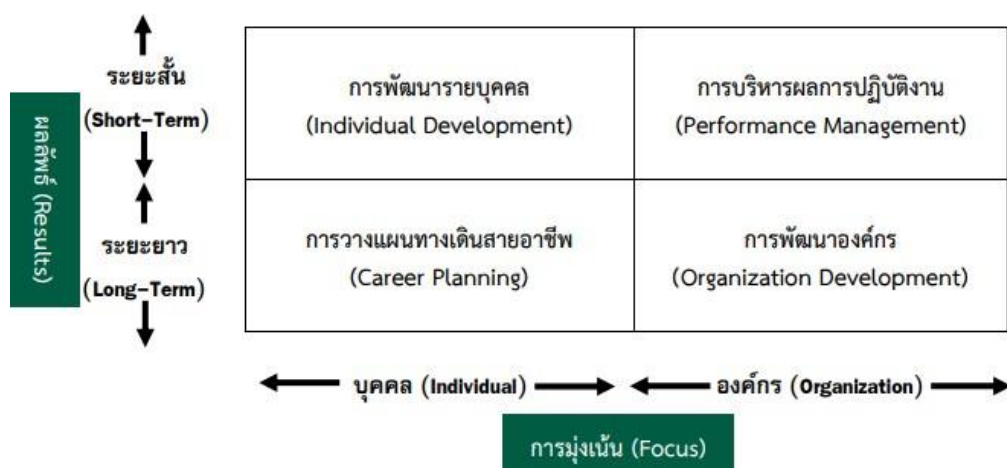 ผลลัพธ์ (Results)
ระยะสั้น
(Short-Term)
ระยะยาว
(Long-Term)
การพัฒนารายบุคคล
(Individual Development)
การบริหารผลการปฏิบัติงาน
(Performance Management)
การวางแผนทางเดินสายอาชีพ
(Career Planning)
การพัฒนาองค์กร
(Organization Development)
บุคคล (Individual)
องค์กร (Organization)
การมุ่งเน้น (Focus)